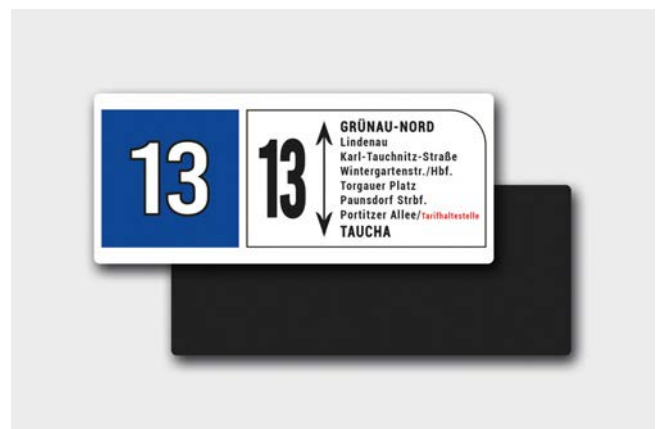 13
13
GRÜNAU-NORD
Lindenau
Karl-Tauchnitz-Straße
Wintergartenstr./Hbf.
Torgauer Platz
Paunsdorf Strbf.
Portitzer Allee/Tarifhaltestelle
TAUCHA